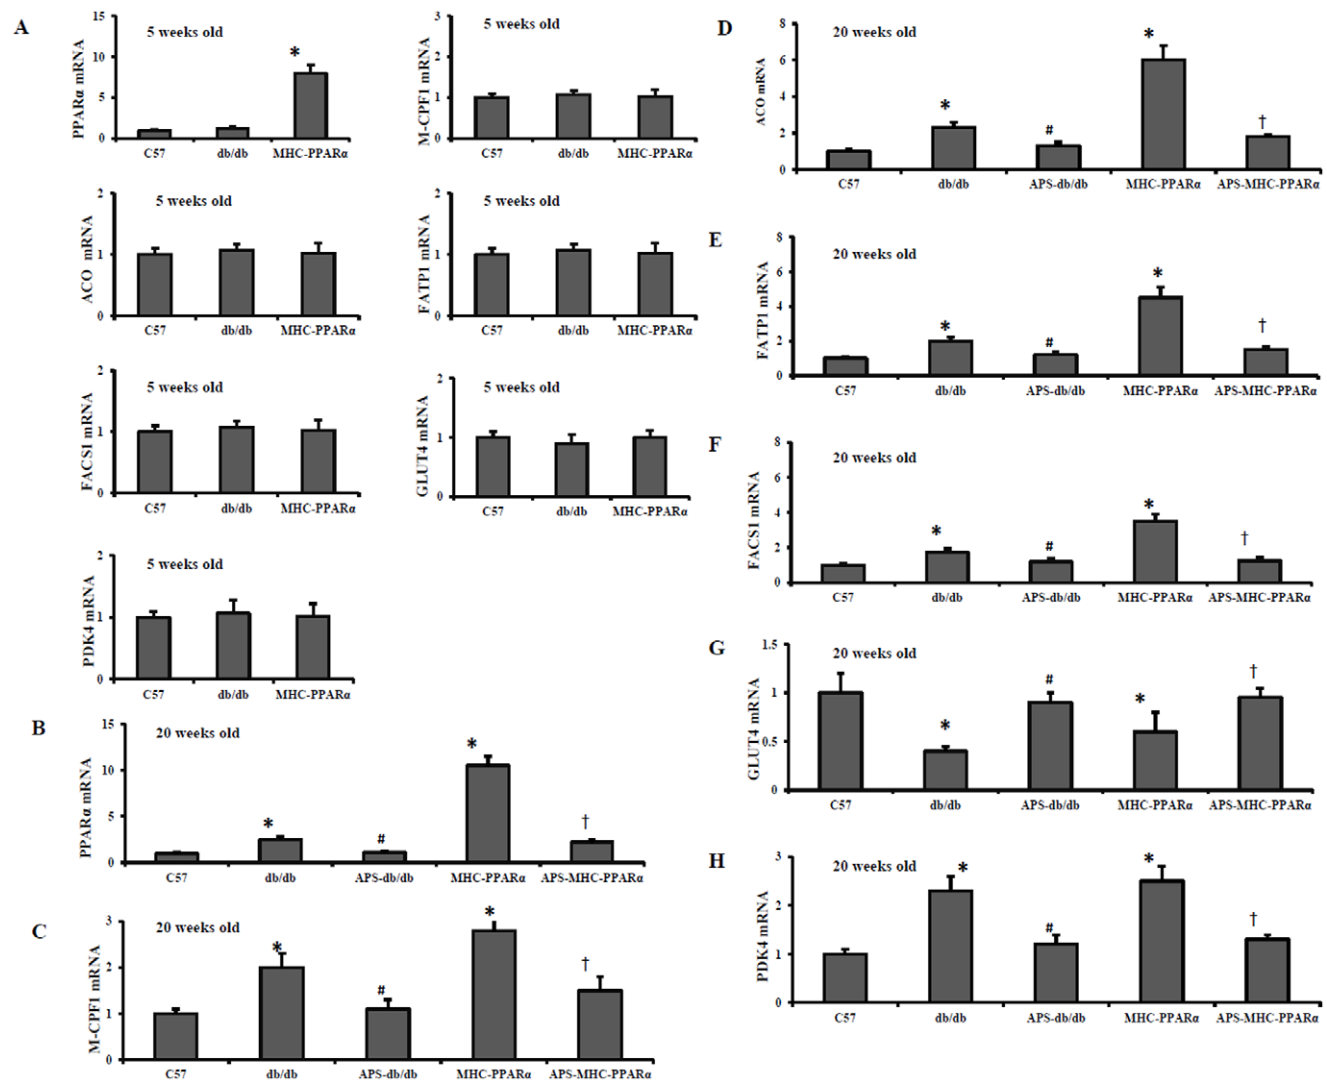 A
5 weeks old
PPARα mRNA
15
10
5
0
*
C57 db/db MHC-PPARα
5 weeks old
M-CPF1 mRNA
3
2
1
0
C57 db/db MHC-PPARα
5 weeks old
ACO mRNA
2
1
0
C57 db/db MHC-PPARα
5 weeks old
FATP1 mRNA
2
1
0
C57 db/db MHC-PPARα
5 weeks old
FACS1 mRNA
2
1
0
C57 db/db MHC-PPARα
5 weeks old
GLUT4 mRNA
2
1
0
C57 db/db MHC-PPARα
5 weeks old
PDK4 mRNA
2
1
0
C57 db/db MHC-PPARα
B
20 weeks old
PPARα mRNA
15
10
5
0
* # * †
C57 db/db APS-db/db MHC-PPARα APS-MHC-PPARα
C
20 weeks old
M-CPF1 mRNA
3
2
1
0
* # * †
C57 db/db APS-db/db MHC-PPARα APS-MHC-PPARα
D
20 weeks old
ACO mRNA
8
6
4
2
0
* # * †
C57 db/db APS-db/db MHC-PPARα APS-MHC-PPARα
E
20 weeks old
FATP1 mRNA
8
6
4
2
0
* # * †
C57 db/db APS-db/db MHC-PPARα APS-MHC-PPARα
F
20 weeks old
FACS1 mRNA
8
6
4
2
0
* # * †
C57 db/db APS-db/db MHC-PPARα APS-MHC-PPARα
G
20 weeks old
GLUT4 mRNA
1.5
1
0.5
0
* # * †
C57 db/db APS-db/db MHC-PPARα APS-MHC-PPARα
H
20 weeks old
PDK4 mRNA
3
2
1
0
* # * †
C57 db/db APS-db/db MHC-PPARα APS-MHC-PPARα